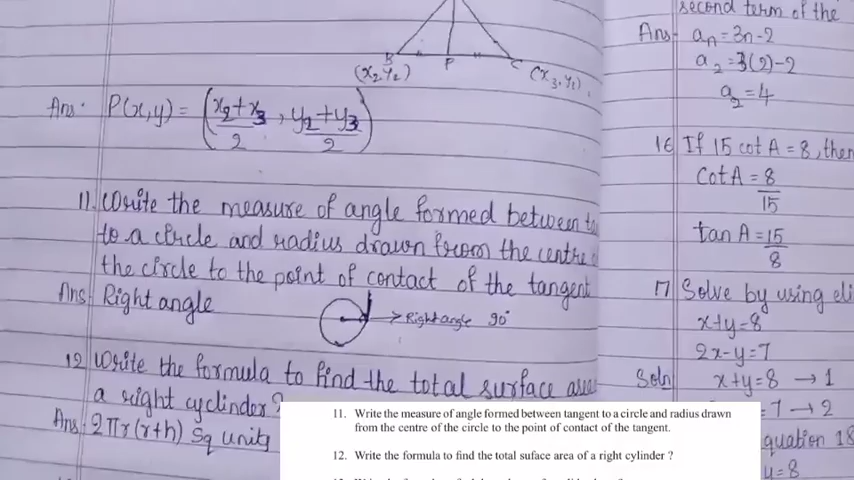 B
P
C
(x2,y2)
(x3,y2)
Ans: P(x,y) = (x2+x3/2, y2+y3/2)
11. Write the measure of angle formed between
to a circle and radius drawn from the centre
the circle to the point of contact of the tangent
Ans: Right angle
Right angle 90°
12 Write the formula to find the total surface area
a right cyclinder?
Ans: 2πr(r+h) Sq units
second term of the
Ans- an=3n-2
a2=3(2)-2
a2=4
16 If 15 cot A = 8, then
Cot A = 8/15
tan A = 15/8
17 Solve by using eli
x+y=8
2x-y=7
Soln x+y=8 → 1
=7 → 2
quation 18
y=8
11. Write the measure of angle formed between tangent to a circle and radius drawn
from the centre of the circle to the point of contact of the tangent.
12. Write the formula to find the total suface area of a right cylinder ?